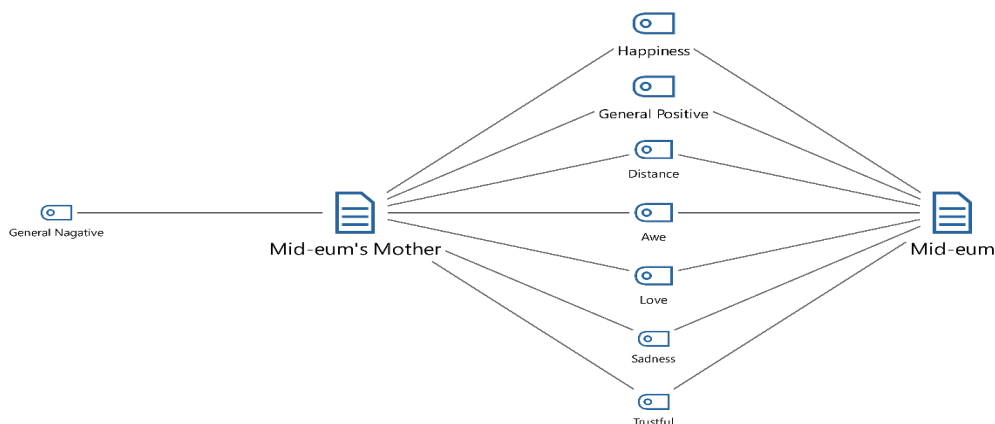 Happiness
General Positive
Distance
General Nagative
Mid-eum's Mother
Awe
Mid-eum
Love
Sadness
Trustful